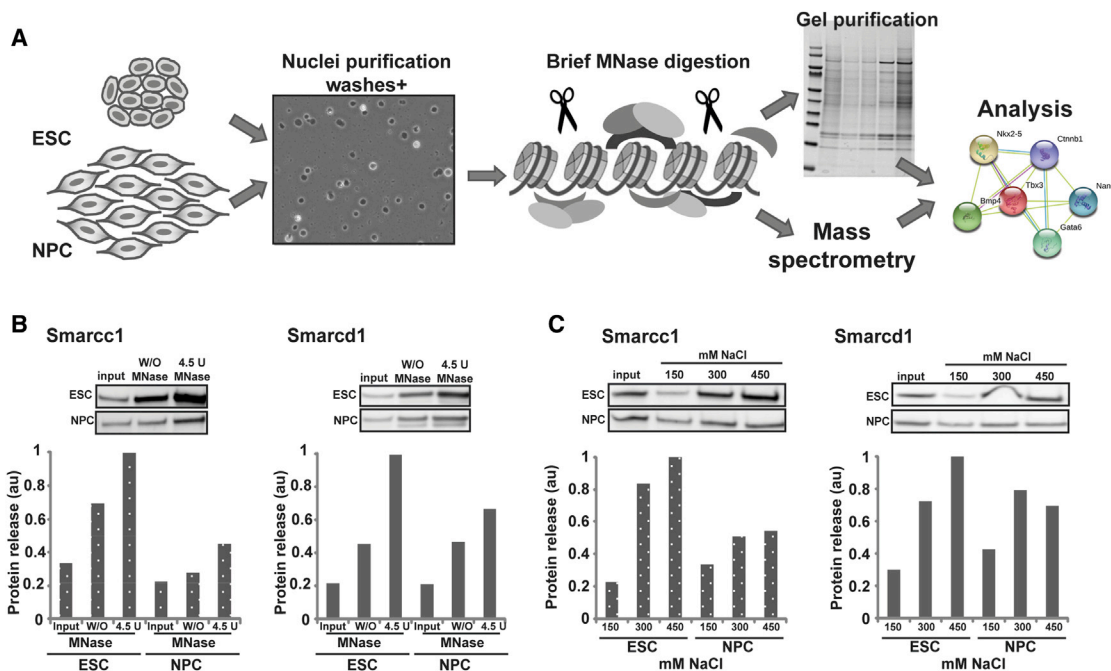 A
ESC
NPC
Nuclei purification
washes+
Brief MNase digestion
Gel purification
Mass
spectrometry
Analysis
Nkx2-5
Ctnnb1
Tbx3
Nan
Bmp4
Gata6
B
Smarcc1
input
W/O
MNase
4.5 U
MNase
ESC
NPC
Protein release (au)
1
0.8
0.6
0.4
0.2
0
Input W/O 4.5 U Input W/O 4.5 U
MNase MNase
ESC NPC
Smarcd1
input
W/O
MNase
4.5 U
MNase
ESC
NPC
Protein release (au)
1
0.8
0.6
0.4
0.2
0
Input W/O 4.5 U Input W/O 4.5 U
MNase MNase
ESC NPC
C
Smarcc1
mM NaCl
input 150 300 450
ESC
NPC
Protein release (au)
1
0.8
0.6
0.4
0.2
0
150 300 450 150 300 450
ESC NPC
mM NaCl
Smarcd1
mM NaCl
input 150 300 450
ESC
NPC
Protein release (au)
1
0.8
0.6
0.4
0.2
0
150 300 450 150 300 450
ESC NPC
mM NaCl